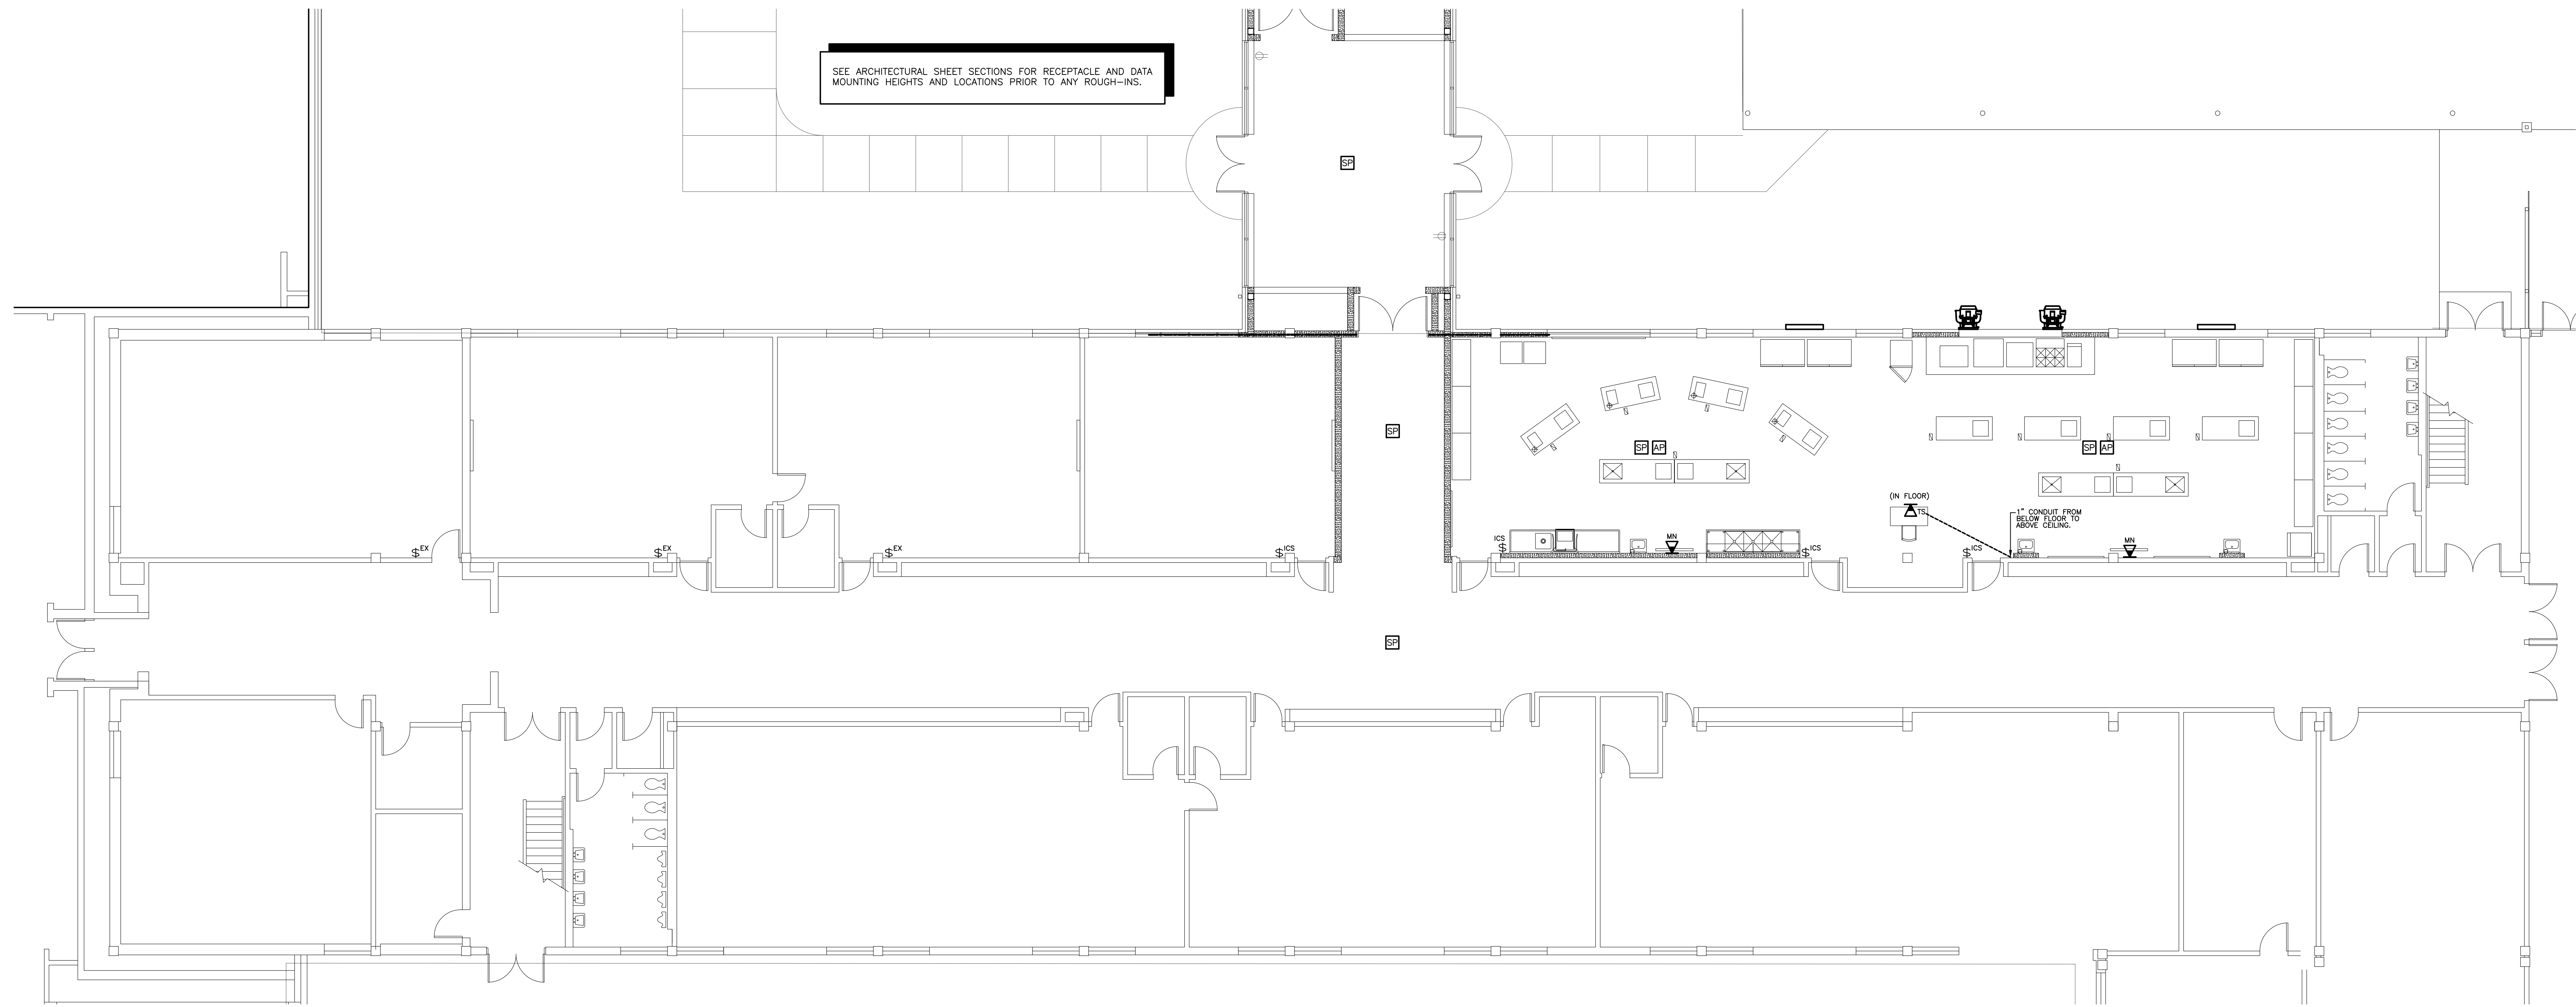 SEE ARCHITECTURAL SHEET SECTIONS FOR RECEPTACLE AND DATA
MOUNTING HEIGHTS AND LOCATIONS PRIOR TO ANY ROUGH-INS.
SP
SP
SP AP
SP AP
(IN FLOOR)
TS
1" CONDUIT FROM
BELOW FLOOR TO
ABOVE CEILING.
$ EX
$ EX
$ EX
$ ICS
ICS
$
MN
$ ICS
$ ICS
MN
SP